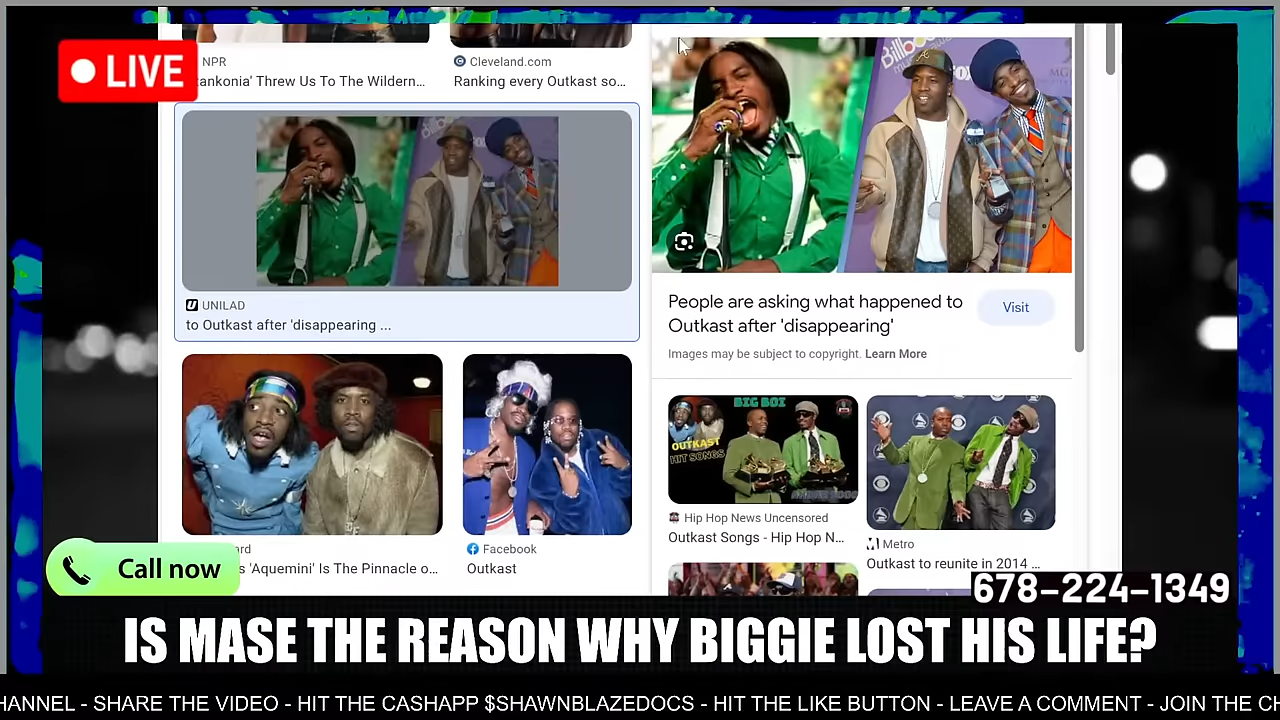 LIVE
NPR
ankonia' Threw Us To The Wildern...
Cleveland.com
Ranking every Outkast so...
UNILAD
to Outkast after 'disappearing ...
ard
s 'Aquemini' Is The Pinnacle o...
Facebook
Outkast
Billbo
FOX
MG
People are asking what happened to
Outkast after 'disappearing'
Visit
Images may be subject to copyright. Learn More
BIG BOI
OUTKAST
HIT SONGS
Hip Hop News Uncensored
Outkast Songs - Hip Hop N...
Metro
Outkast to reunite in 2014 ...
Call now
678-224-1349
IS MASE THE REASON WHY BIGGIE LOST HIS LIFE?
HANNEL - SHARE THE VIDEO - HIT THE CASHAPP $SHAWNBLAZEDOCS - HIT THE LIKE BUTTON - LEAVE A COMMENT - JOIN THE CH